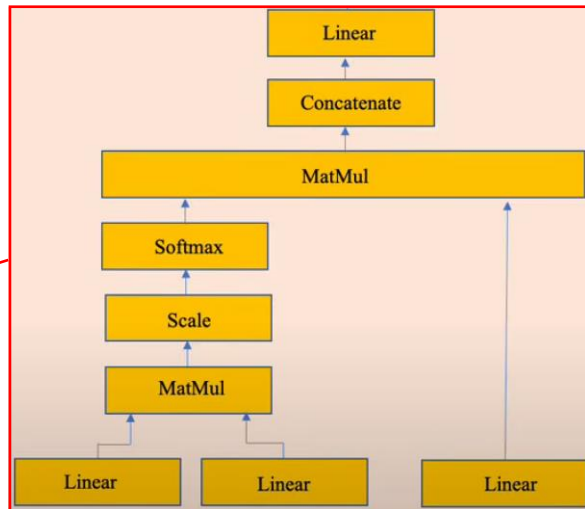 Linear
Concatenate
MatMul
Softmax
Scale
MatMul
Linear
Linear
Linear